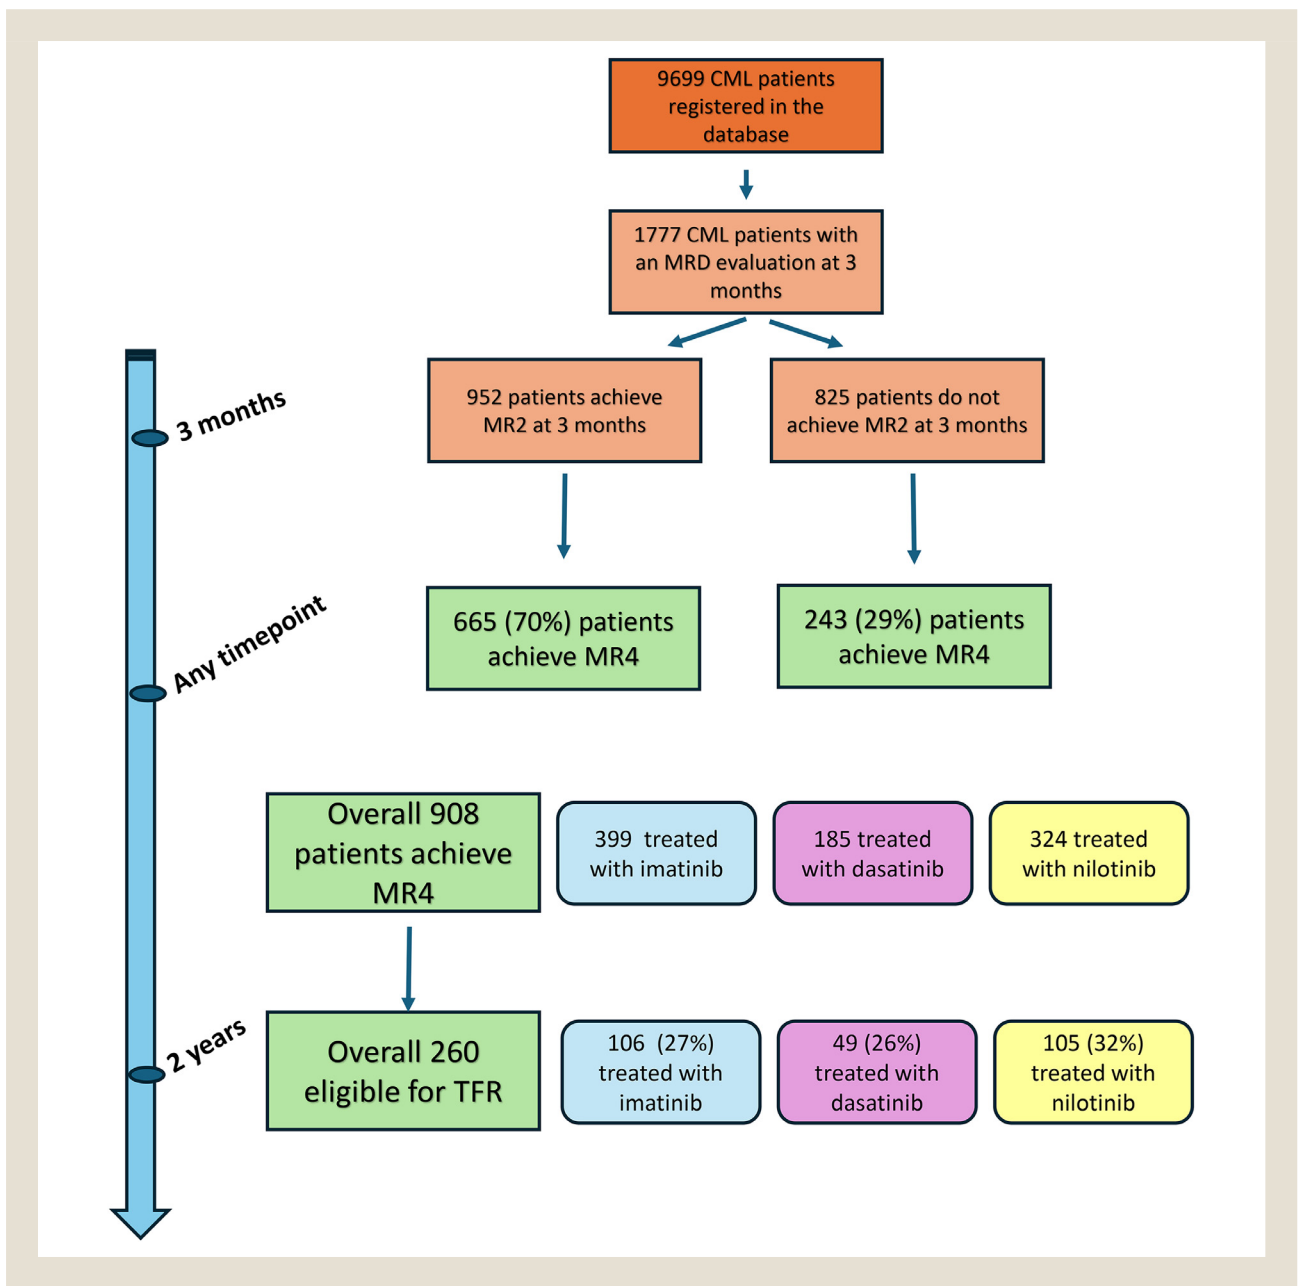 9699 CML patients
registered in the
database
1777 CML patients with
an MRD evaluation at 3
months
3 months
952 patients achieve
MR2 at 3 months
825 patients do not
achieve MR2 at 3 months
Any timepoint
665 (70%) patients
achieve MR4
243 (29%) patients
achieve MR4
Overall 908
patients achieve
MR4
399 treated
with imatinib
185 treated
with dasatinib
324 treated
with nilotinib
2 years
Overall 260
eligible for TFR
106 (27%)
treated with
imatinib
49 (26%)
treated with
dasatinib
105 (32%)
treated with
nilotinib